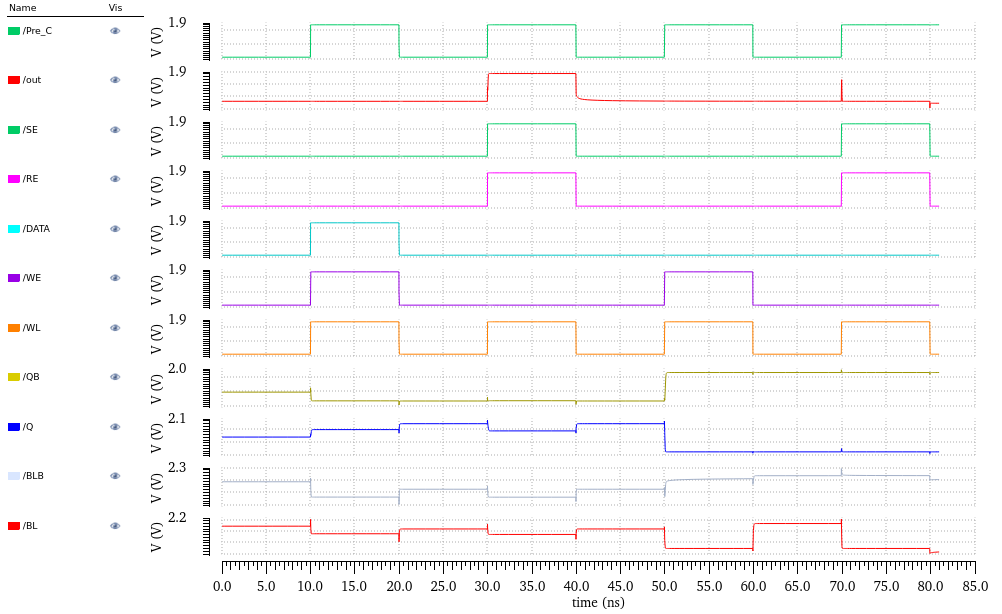 Name Vis
/Pre_C V (V) 1.9
/out V (V) 1.9
/SE V (V) 1.9
/RE V (V) 1.9
/DATA V (V) 1.9
/WE V (V) 1.9
/WL V (V) 1.9
/QB V (V) 2.0
/Q V (V) 2.1
/BLB V (V) 2.3
/BL V (V) 2.2
0.0 5.0 10.0 15.0 20.0 25.0 30.0 35.0 40.0 45.0 50.0 55.0 60.0 65.0 70.0 75.0 80.0 85.0
time (ns)